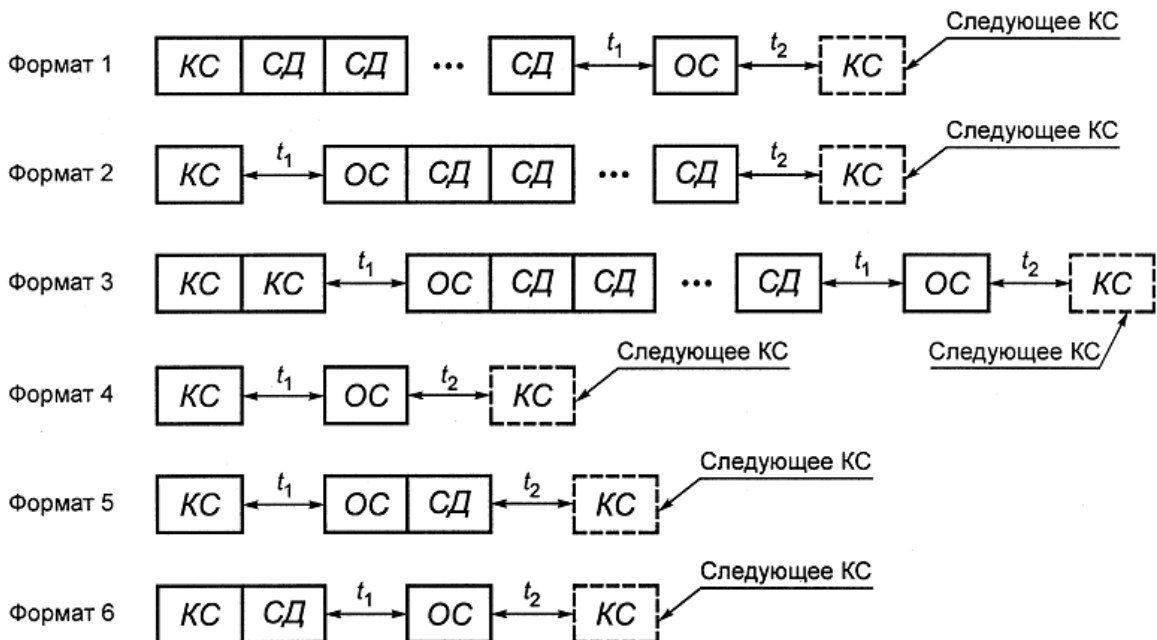 Следующее КС
Формат 1 КС СД СД ... СД t1 ОС t2 КС
Следующее КС
Формат 2 КС t1 ОС СД СД ... СД t2 КС
Формат 3 КС КС t1 ОС СД СД ... СД t1 ОС t2 КС
Следующее КС Следующее КС
Формат 4 КС t1 ОС t2 КС
Следующее КС
Формат 5 КС t1 ОС СД t2 КС
Следующее КС
Формат 6 КС СД t1 ОС t2 КС